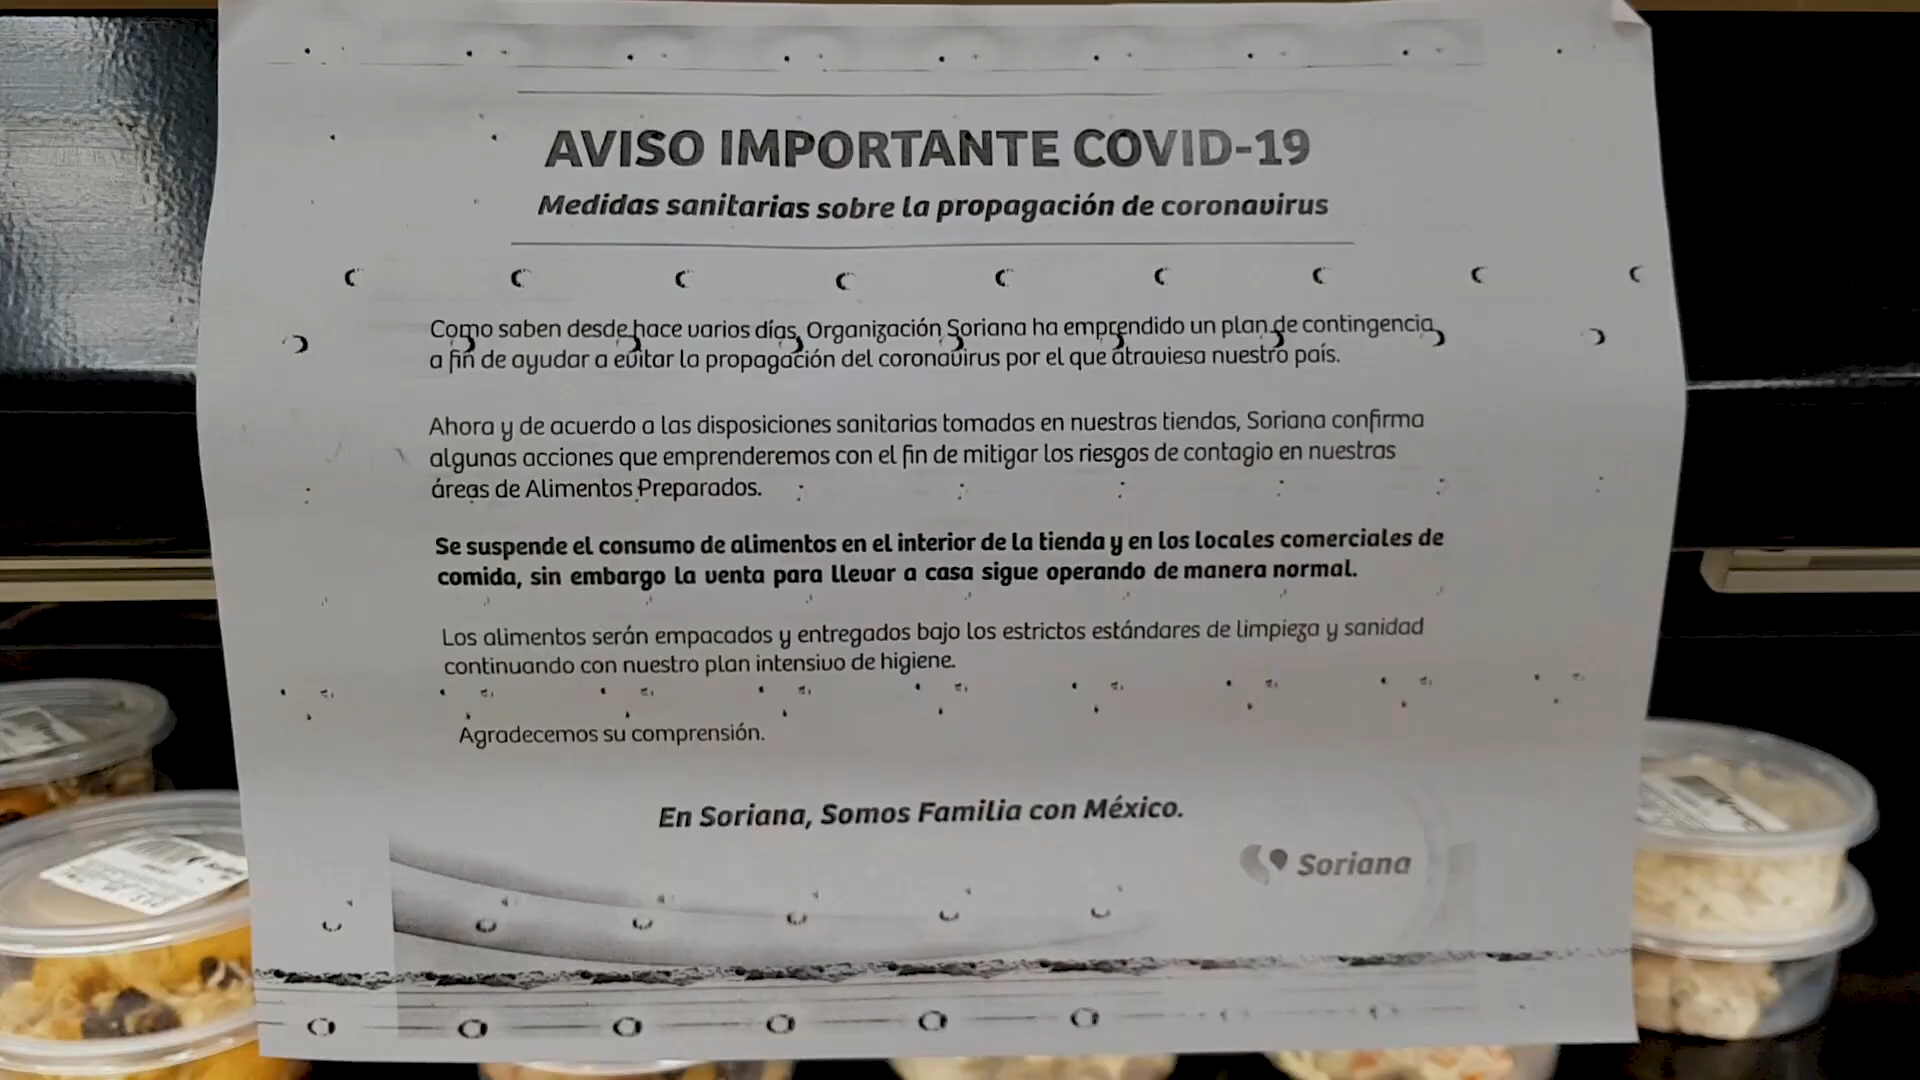 AVISO IMPORTANTE COVID-19
Medidas sanitarias sobre la propagación de coronavirus
Como saben desde hace varios días, Organización Soriana ha emprendido un plan de contingencia
a fin de ayudar a evitar la propagación del coronavirus por el que atraviesa nuestro país.
Ahora y de acuerdo a las disposiciones sanitarias tomadas en nuestras tiendas, Soriana confirma
algunas acciones que emprenderemos con el fin de mitigar los riesgos de contagio en nuestras
áreas de Alimentos Preparados.
Se suspende el consumo de alimentos en el interior de la tienda y en los locales comerciales de
comida, sin embargo la venta para llevar a casa sigue operando de manera normal.
Los alimentos serán empacados y entregados bajo los estrictos estándares de limpieza y sanidad
continuando con nuestro plan intensivo de higiene.
Agradecemos su comprensión.
En Soriana, Somos Familia con México.
Soriana